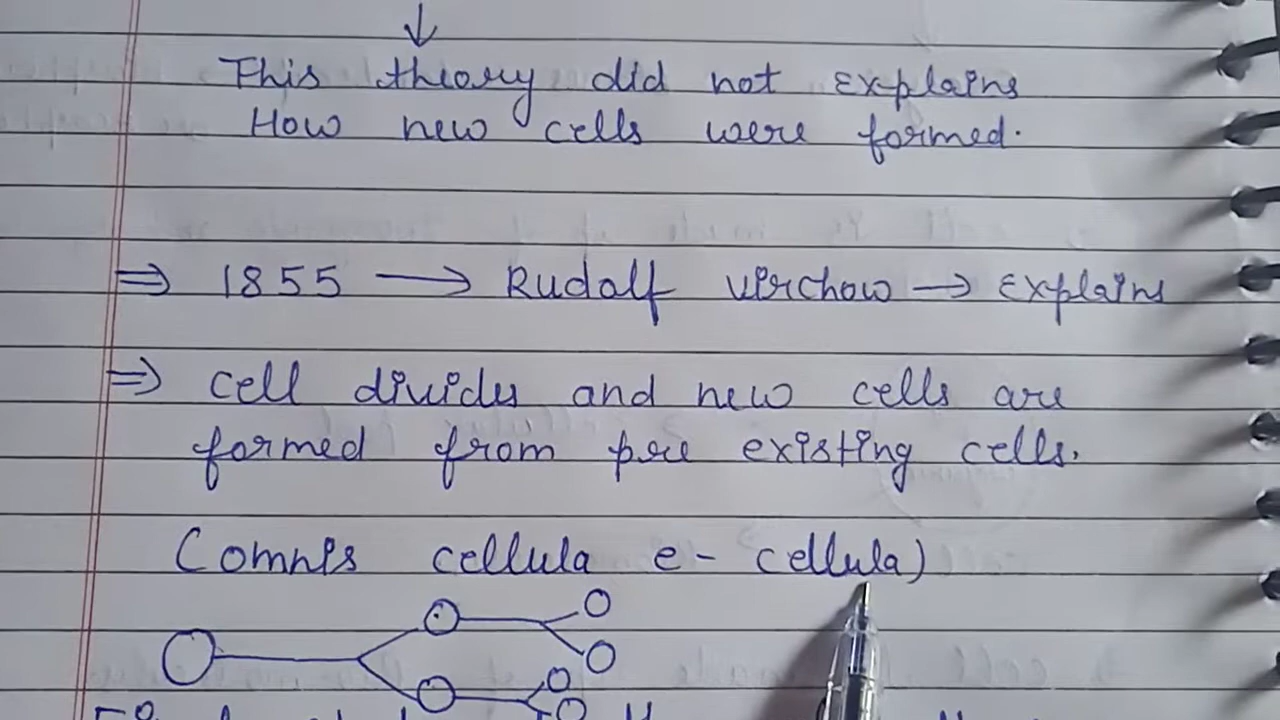 This theory did not explains
How new cells were formed.
⇒ 1855 → Rudolf virchow → Explains
⇒ cell divides and new cells are
formed from pre existing cells.
(omnis cellula e - cellula)